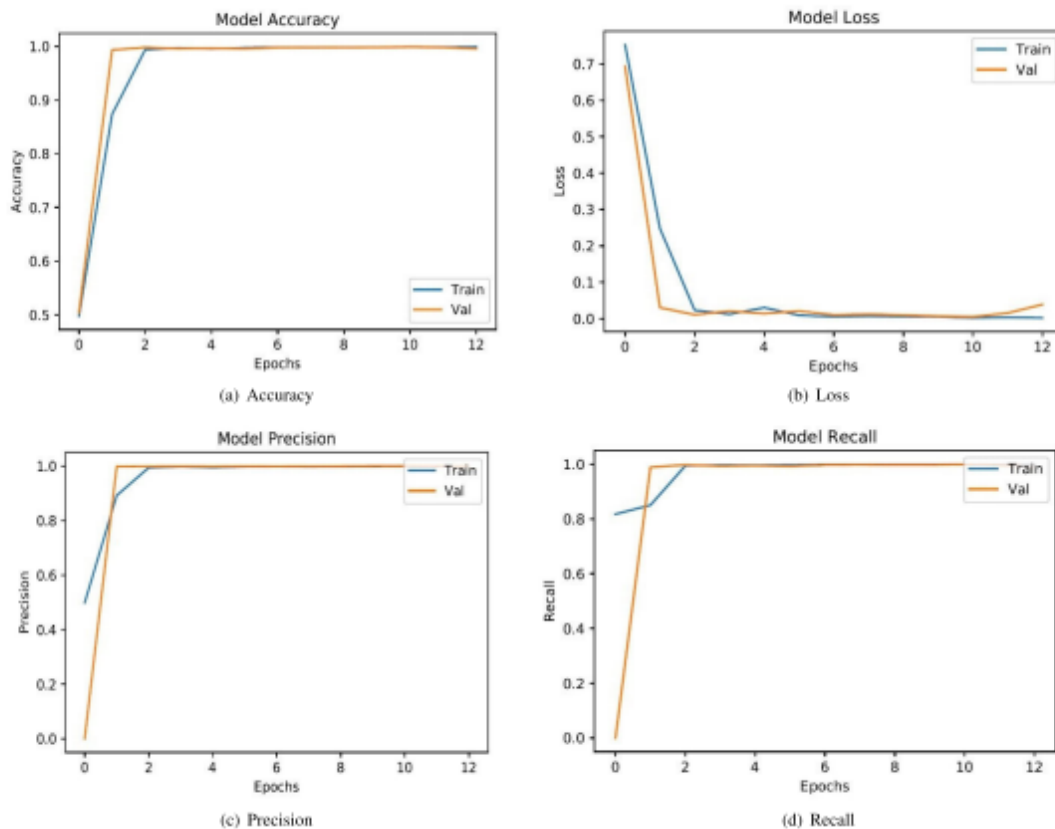 Model Accuracy
1.0
0.9
0.8
0.7
0.6
0.5
Accuracy
Train
Val
0 2 4 6 8 10 12
Epochs
(a) Accuracy
Model Loss
0.7
0.6
0.5
0.4
0.3
0.2
0.1
0.0
Loss
Train
Val
0 2 4 6 8 10 12
Epochs
(b) Loss
Model Precision
1.0
0.8
0.6
0.4
0.2
0.0
Precision
Train
Val
0 2 4 6 8 10 12
Epochs
(c) Precision
Model Recall
1.0
0.8
0.6
0.4
0.2
0.0
Recall
Train
Val
0 2 4 6 8 10 12
Epochs
(d) Recall